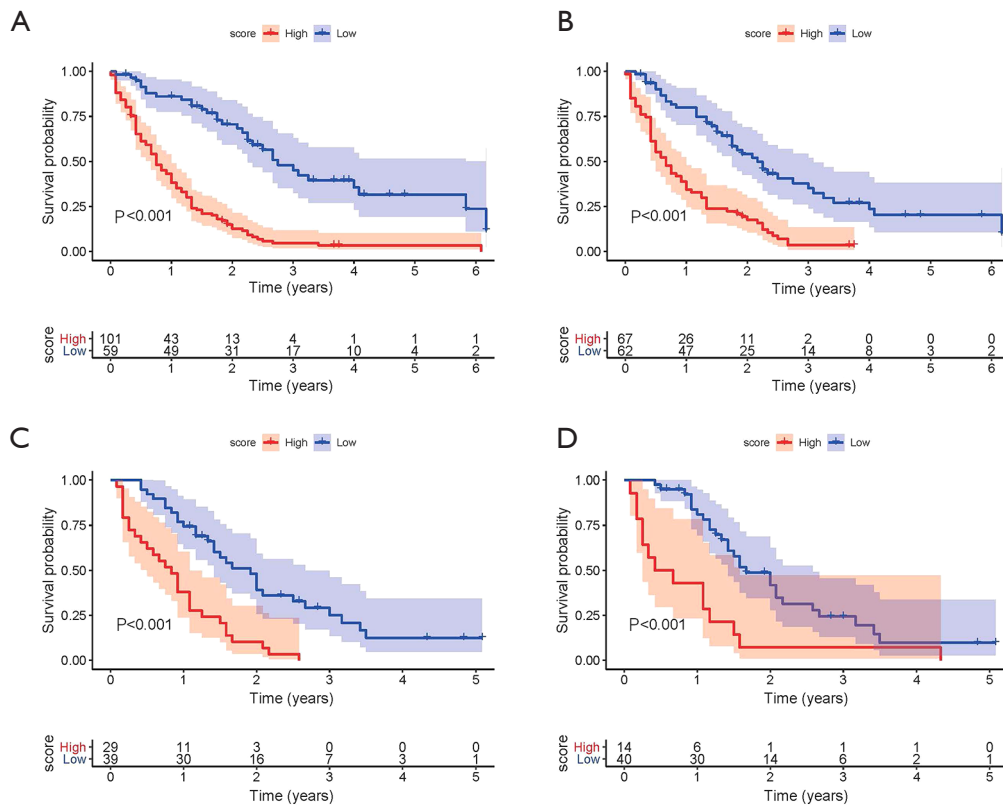 A
score High Low
1.00
0.75
0.50
0.25
0.00
Survival probability
P<0.001
0 1 2 3 4 5 6
Time (years)
score
High 101 43 13 4 1 1 1
Low 59 49 31 17 10 4 2
0 1 2 3 4 5 6
Time (years)
B
score High Low
1.00
0.75
0.50
0.25
0.00
Survival probability
P<0.001
0 1 2 3 4 5 6
Time (years)
score
High 67 26 11 2 0 0 0
Low 62 47 25 14 8 3 2
0 1 2 3 4 5 6
Time (years)
C
score High Low
1.00
0.75
0.50
0.25
0.00
Survival probability
P<0.001
0 1 2 3 4 5
Time (years)
score
High 29 11 3 0 0 0
Low 39 30 16 7 3 1
0 1 2 3 4 5
Time (years)
D
score High Low
1.00
0.75
0.50
0.25
0.00
Survival probability
P<0.001
0 1 2 3 4 5
Time (years)
score
High 14 6 1 1 1 0
Low 40 30 14 6 2 1
0 1 2 3 4 5
Time (years)